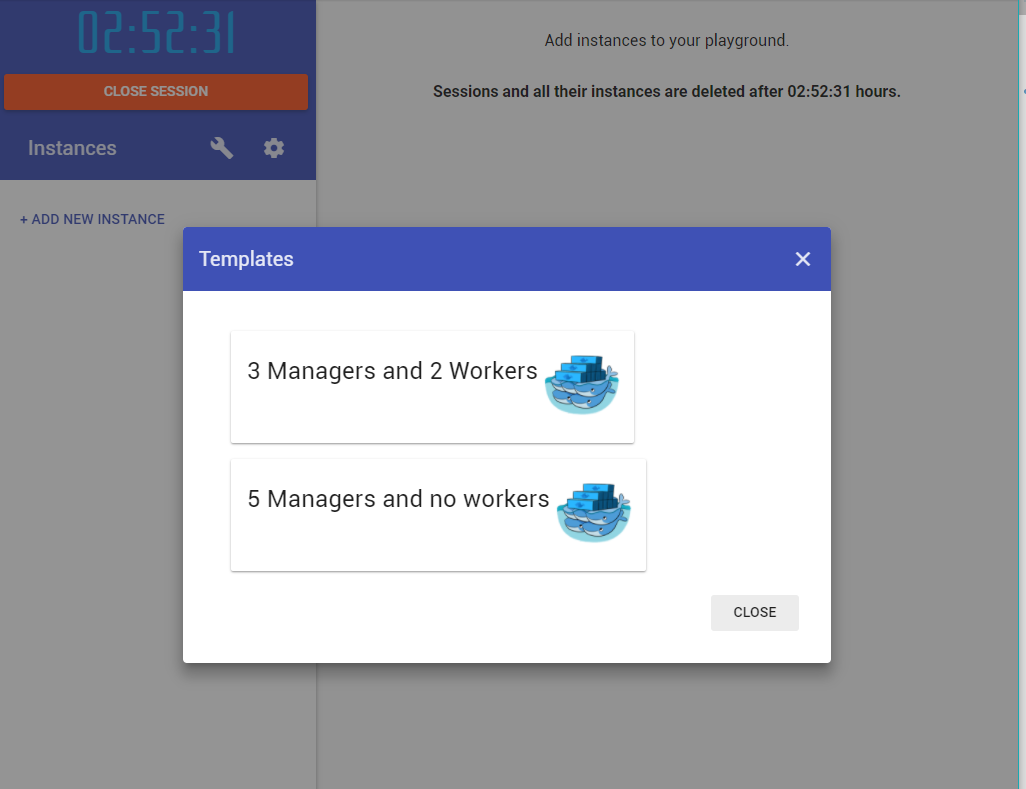 02:52:31
CLOSE SESSION
Instances
+ ADD NEW INSTANCE
Add instances to your playground.
Sessions and all their instances are deleted after 02:52:31 hours.
Templates
3 Managers and 2 Workers
5 Managers and no workers
CLOSE